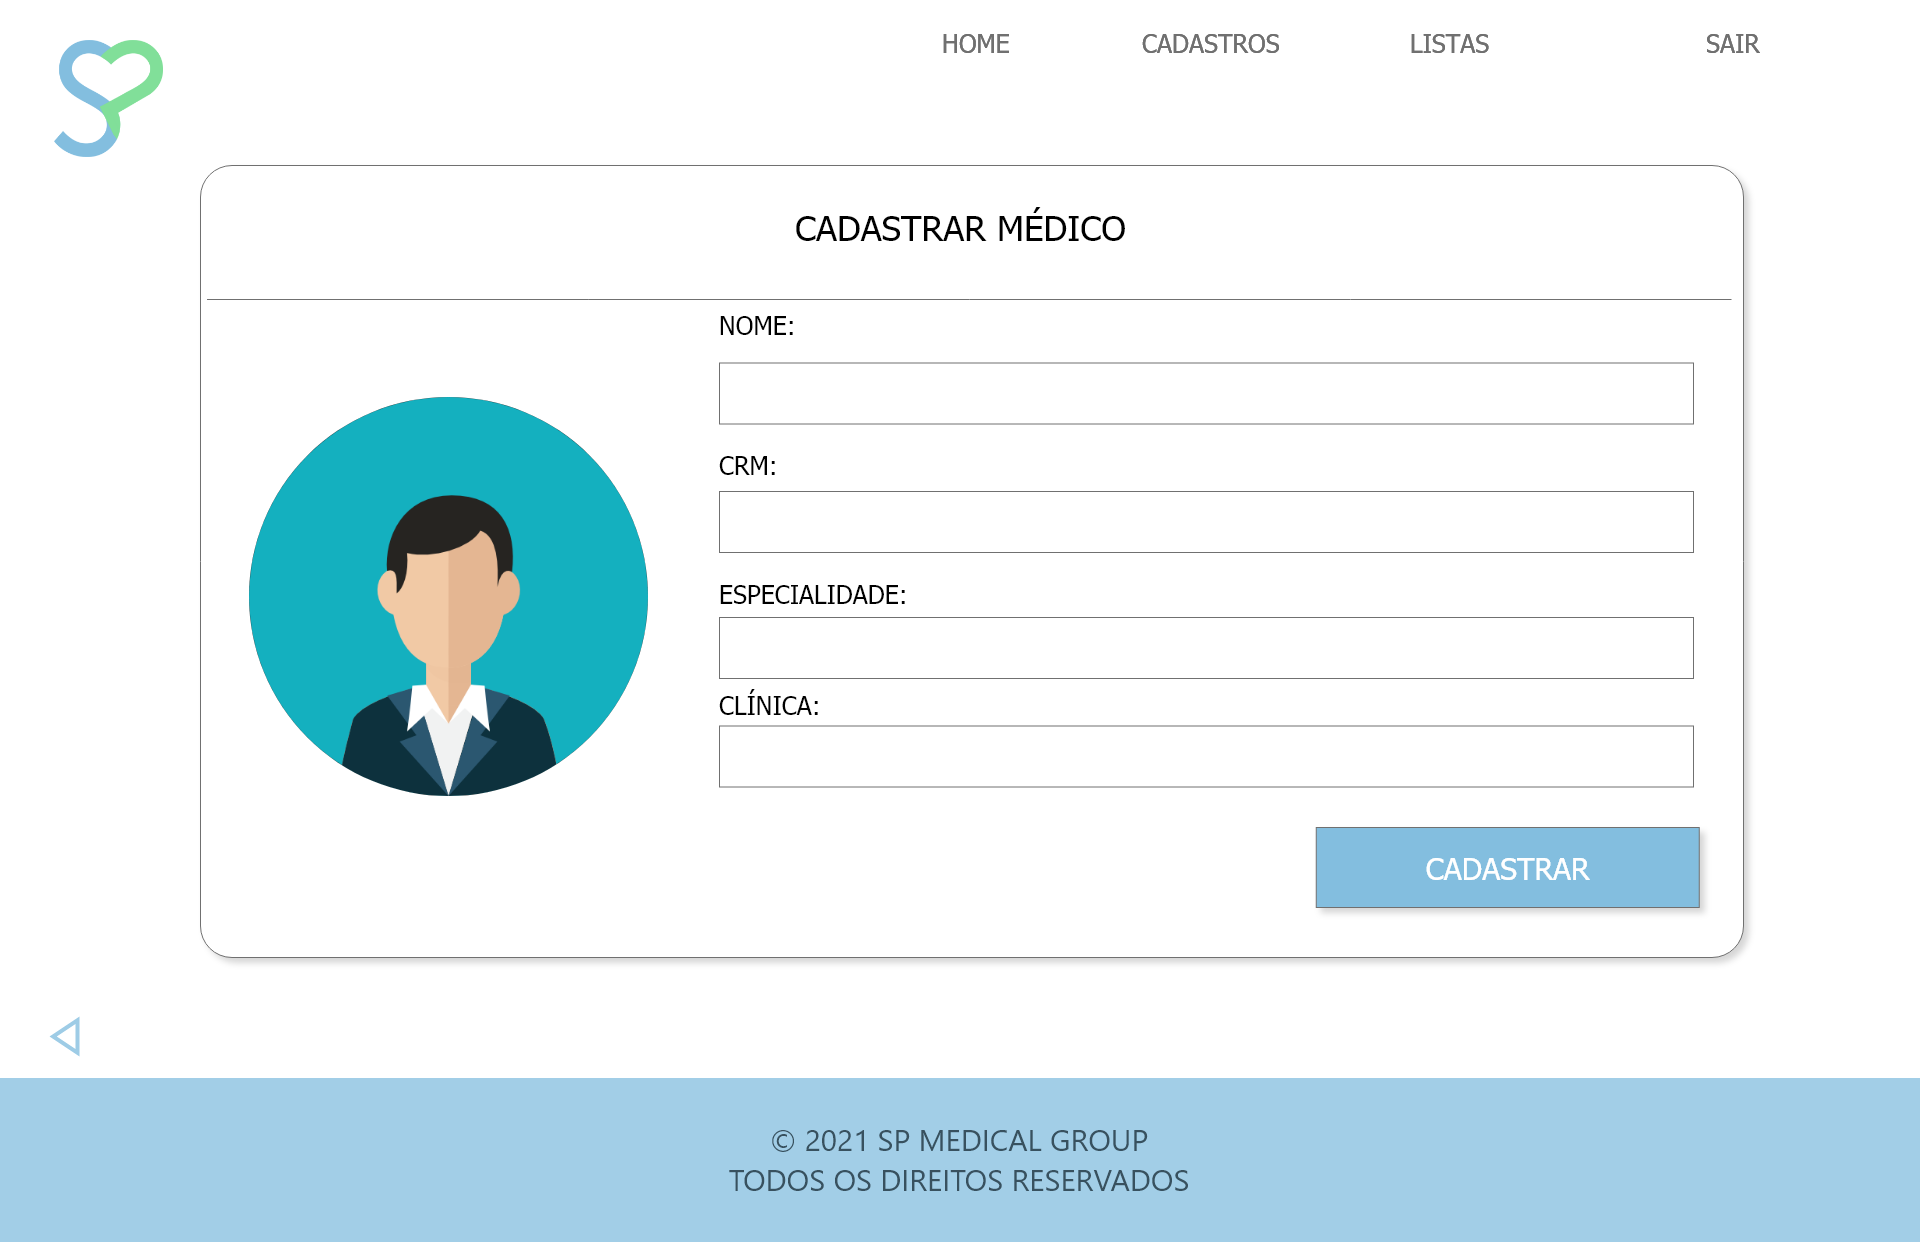 SP
HOME CADASTROS LISTAS SAIR
CADASTRAR MÉDICO
NOME:
CRM:
ESPECIALIDADE:
CLÍNICA:
CADASTRAR
© 2021 SP MEDICAL GROUP
TODOS OS DIREITOS RESERVADOS